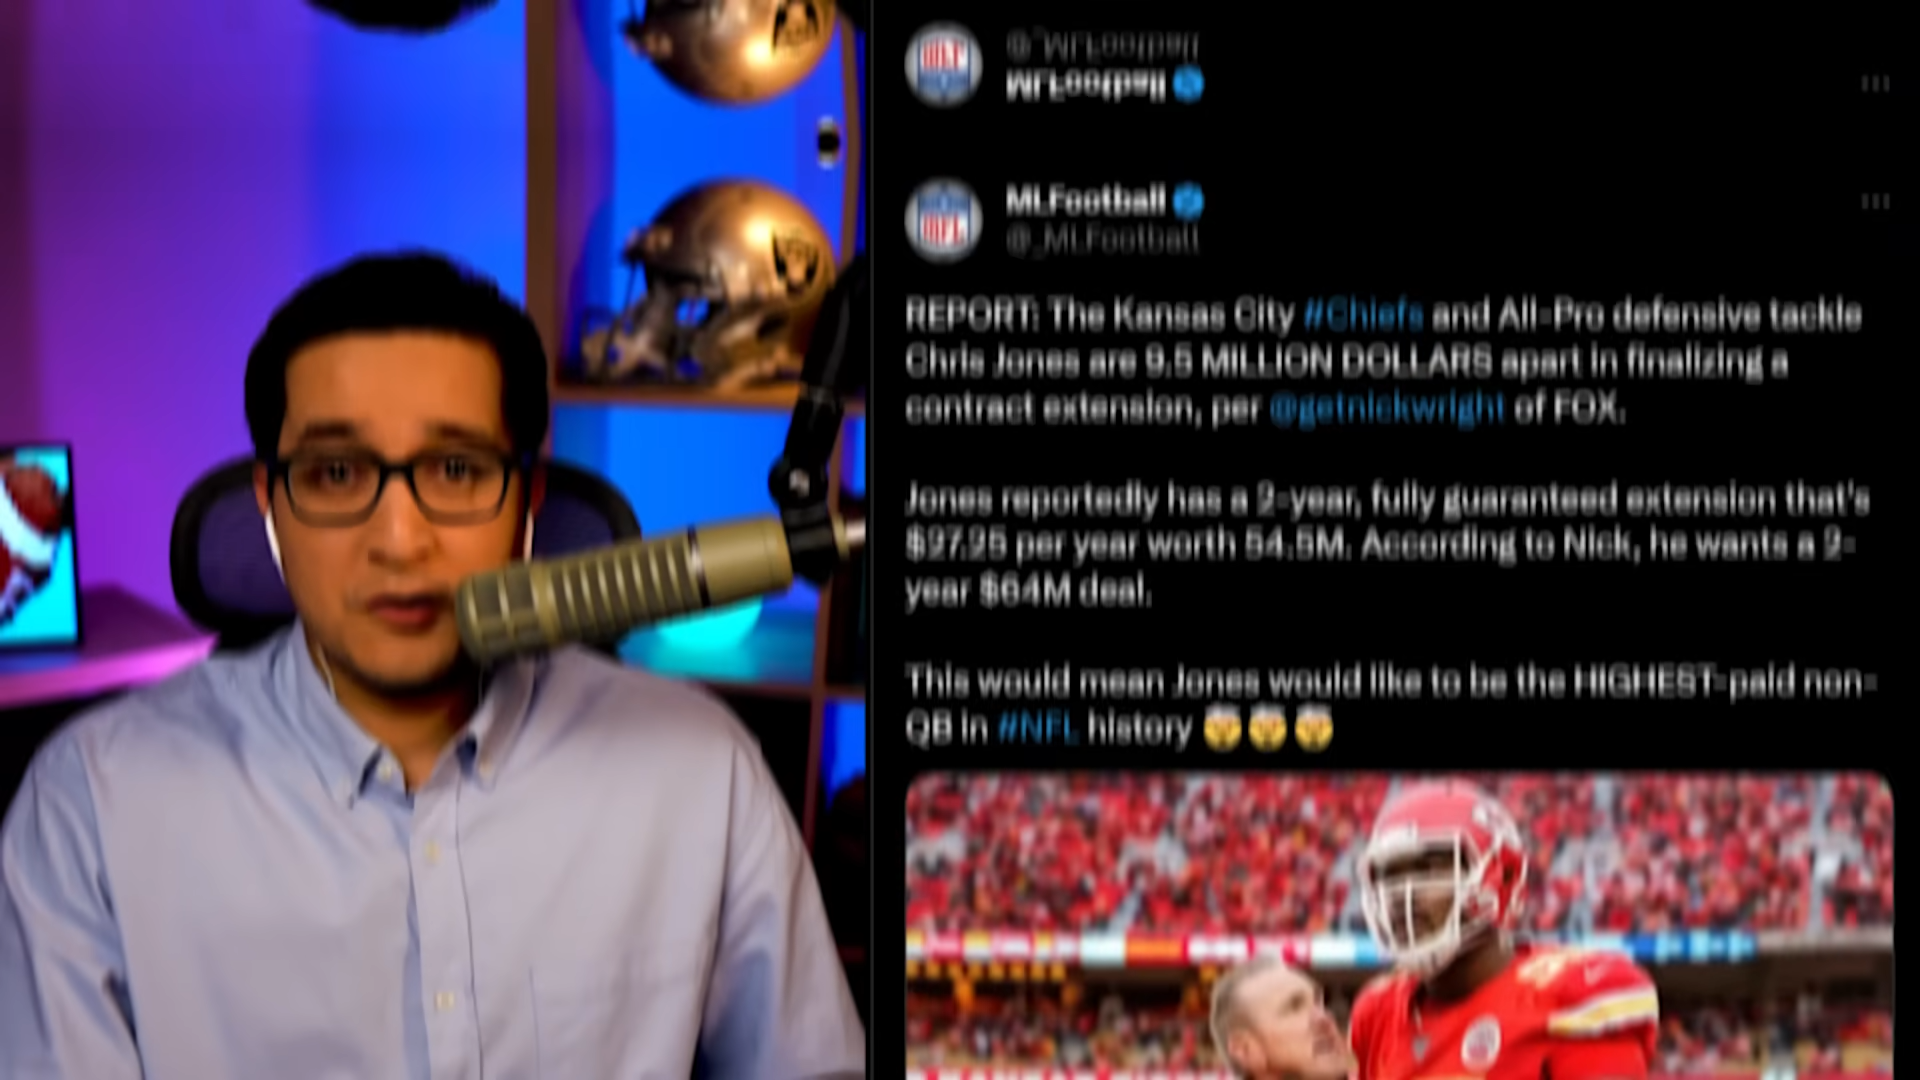 MLFootball
@_MLFootball
REPORT: The Kansas City #Chiefs and All-Pro defensive tackle
Chris Jones are 9.5 MILLION DOLLARS apart in finalizing a
contract extension, per @getnickwright of FOX.
Jones reportedly has a 2-year, fully guaranteed extension that's
$27.25 per year worth 54.5M. According to Nick, he wants a 2-
year $64M deal.
This would mean Jones would like to be the HIGHEST-paid non-
QB in #NFL history 🤯🤯🤯